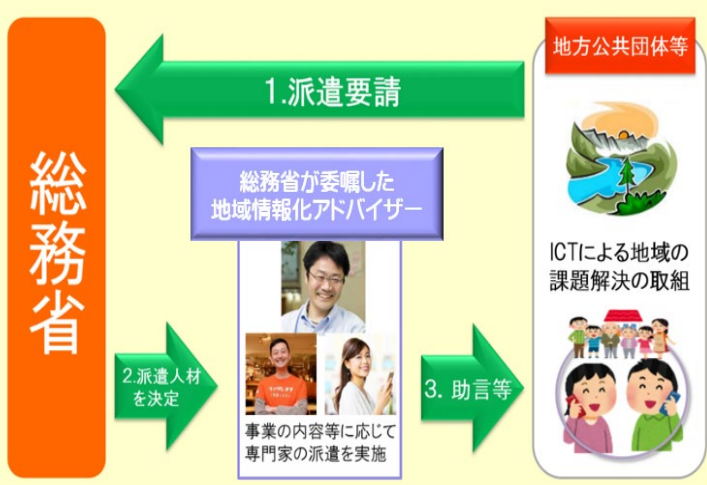 総務省
1.派遣要請
地方公共団体等
総務省が委嘱した
地域情報化アドバイザー
ICTによる地域の
課題解決の取組
2.派遣人材
を決定
3. 助言等
事業の内容等に応じて
専門家の派遣を実施